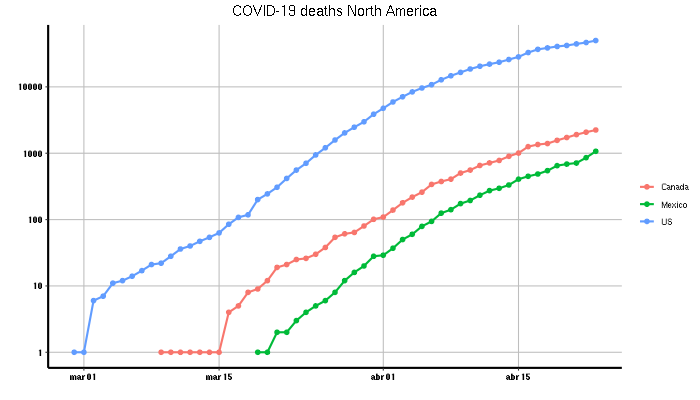 COVID-19 deaths North America
10000
1000
100
10
1
mar 01
mar 15
abr 01
abr 15
Canada
Mexico
US